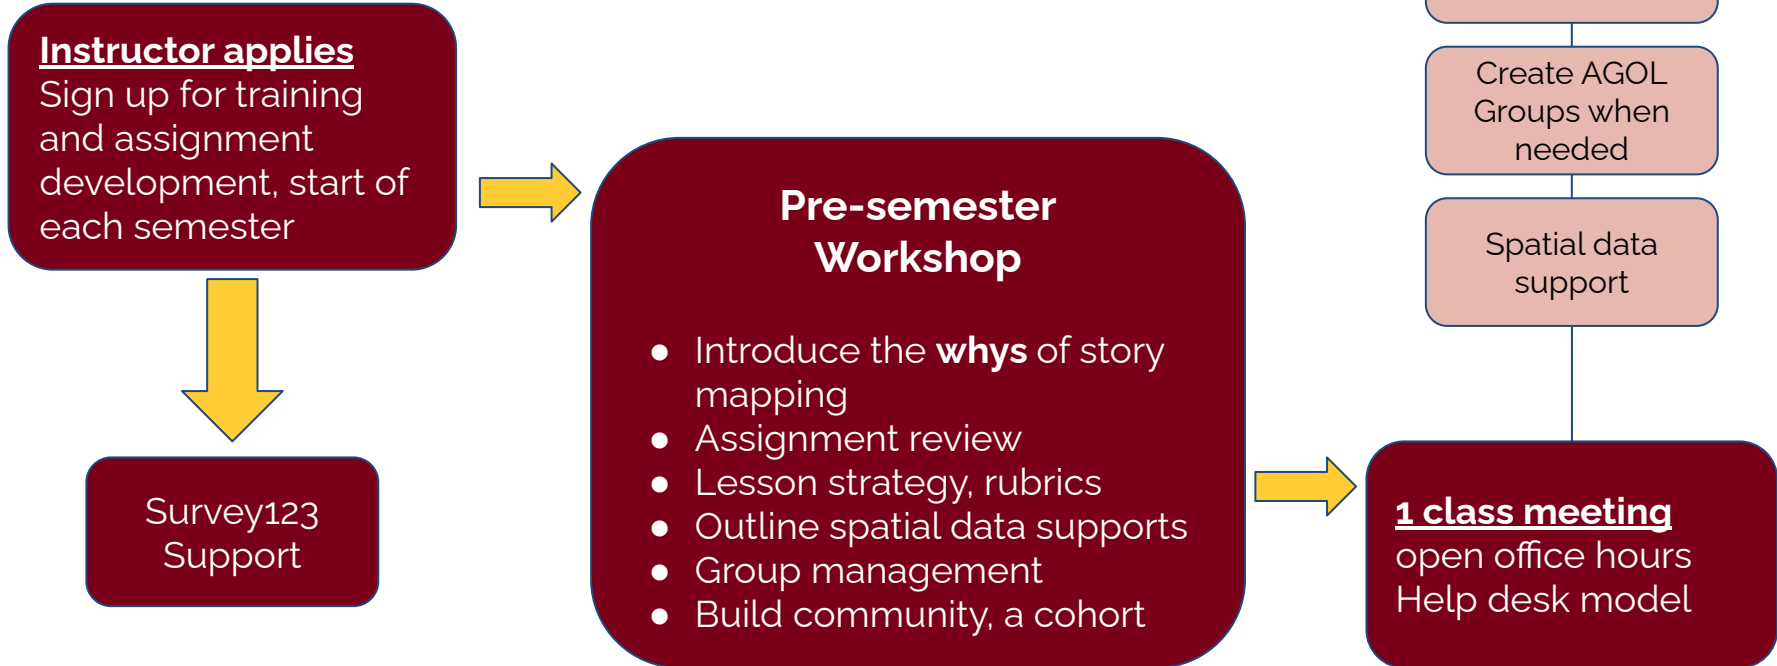 Instructor applies
Sign up for training
and assignment
development, start of
each semester
Survey123
Support
Pre-semester
Workshop
● Introduce the whys of story
mapping
● Assignment review
● Lesson strategy, rubrics
● Outline spatial data supports
● Group management
● Build community, a cohort
Create AGOL
Groups when
needed
Spatial data
support
1 class meeting
open office hours
Help desk model